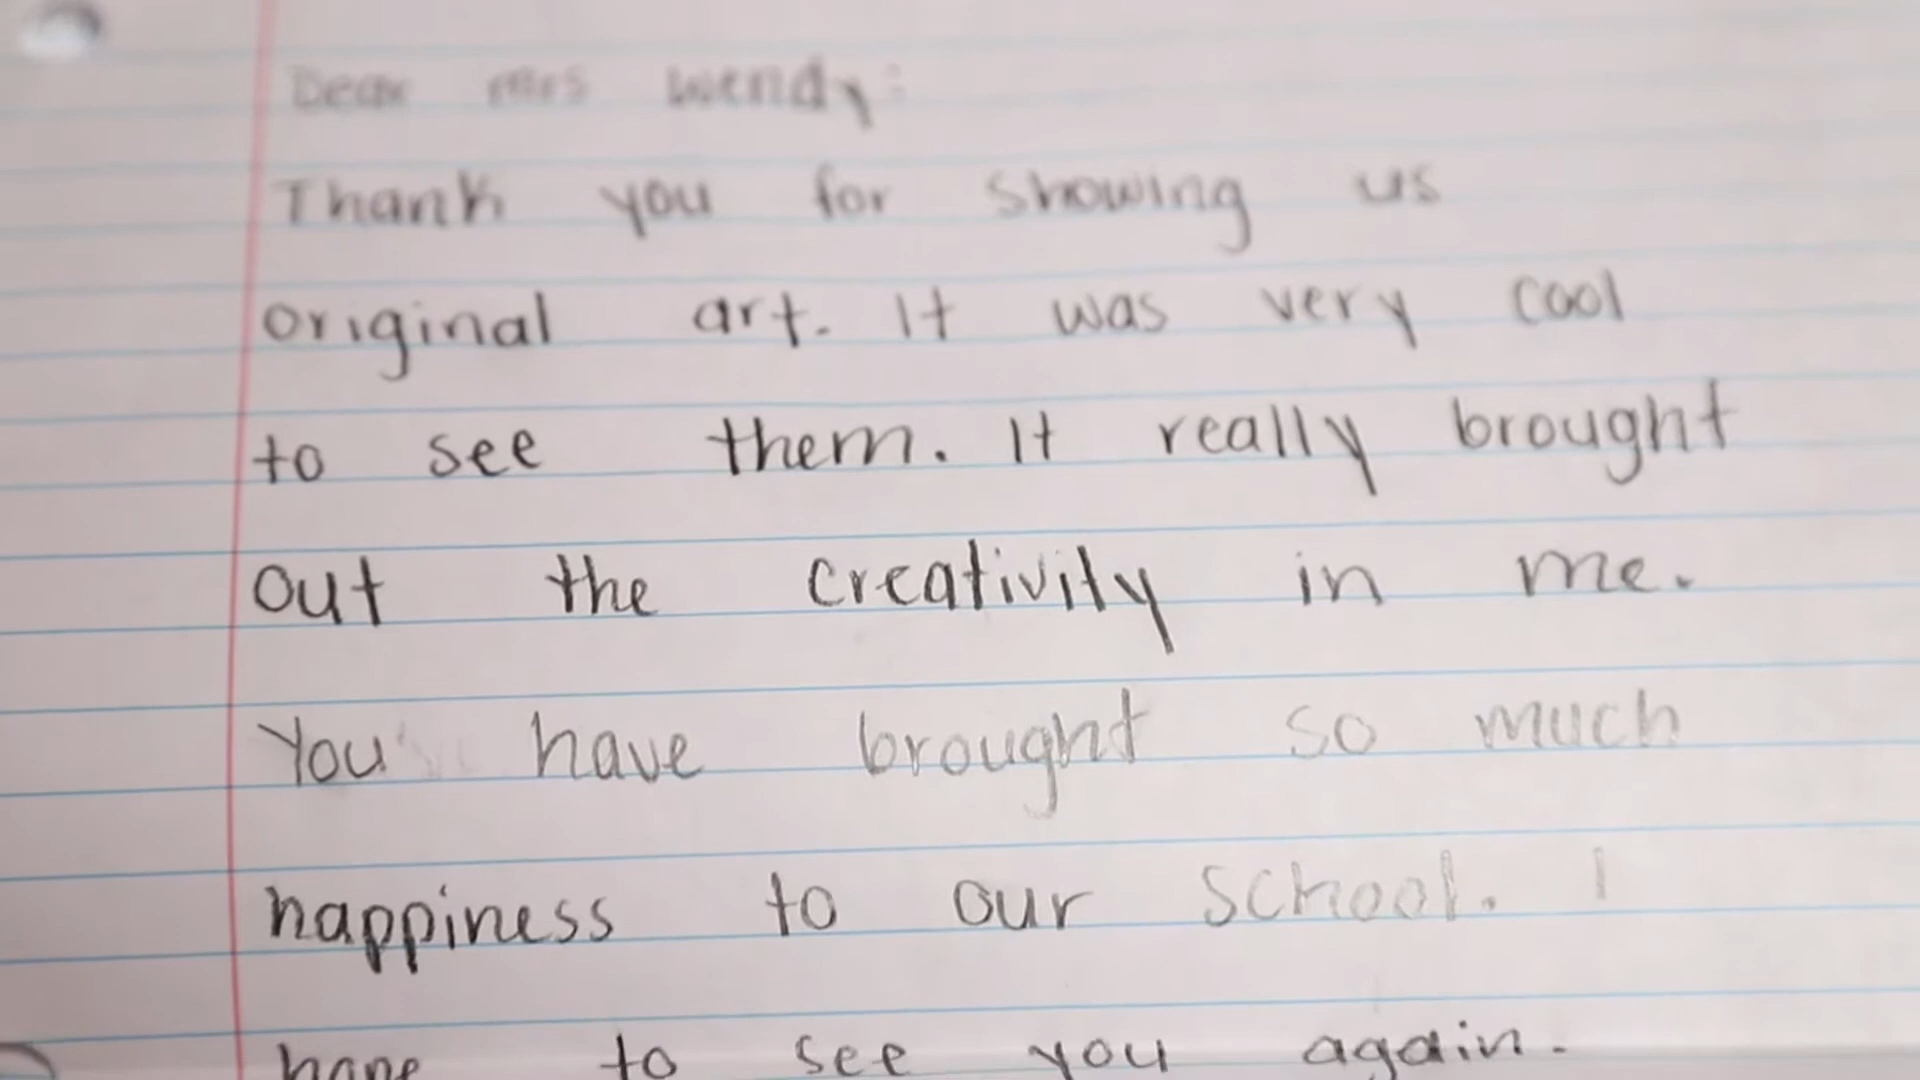 Dear mrs wendy:
Thank you for showing us
original art. It was very cool
to see them. It really brought
out the creativity in me.
You have brought so much
happiness to our school. I
hope to see you again.